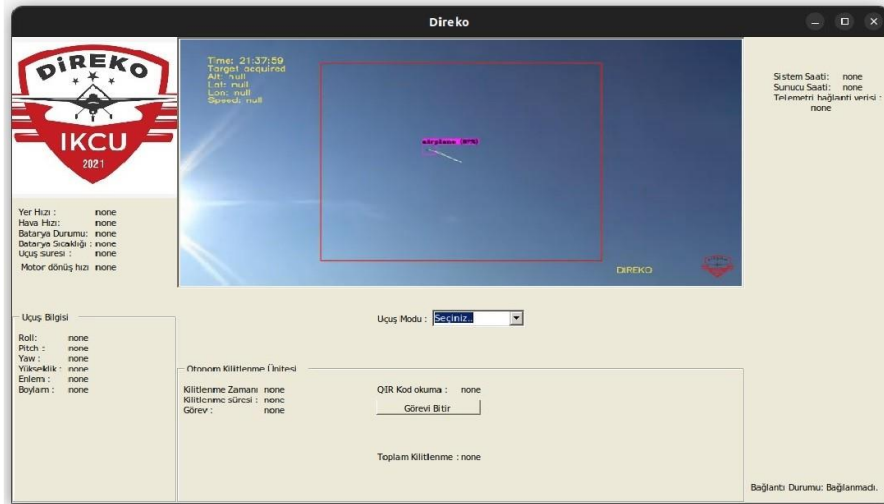 Direko
DiREKO
IKCU
2021
Time: 21:37:59
Target acquired
Alt: null
Lat: null
Lon: null
Speed: null
DiREKO
Sistem Saati: none
Sunucu Saati: none
Telemetri bağlanti verisi :
none
Yer Hızı : none
Hava Hızı: none
Batarya Durumu: none
Batarya Sıcaklığı : none
Uçuş suresi : none
Motor dönüş hızı none
Uçuş Modu : Seçiniz..
Uçuş Bilgisi
Roll: none
Pitch : none
Yaw : none
Yükseklik : none
Enlem : none
Boylam : none
Otonom Kilitlenme Ünitesi
Kilitlenme Zamanı none
Kilitlenme süresi : none
Görev : none
QR Kod okuma : none
Görevi Bitir
Toplam Kilitlenme : none
Bağlantı Durumu: Bağlanmadı.